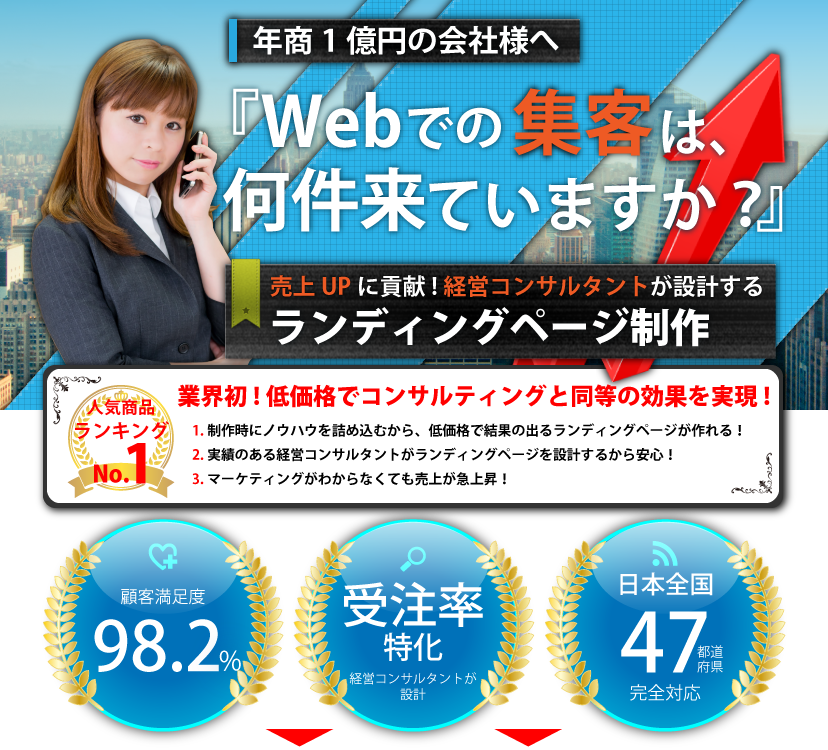 年商1億円の会社様へ
『Webでの集客は、
何件来ていますか?』
売上UPに貢献!経営コンサルタントが設計する
ランディングページ制作
人気商品
ランキング
No.1
業界初!低価格でコンサルティングと同等の効果を実現!
1. 制作時にノウハウを詰め込むから、低価格で結果の出るランディングページが作れる!
2. 実績のある経営コンサルタントがランディングページを設計するから安心!
3. マーケティングがわからなくても売上が急上昇!
顧客満足度
98.2%
受注率
特化
経営コンサルタントが
設計
日本全国
47都道
府県
完全対応